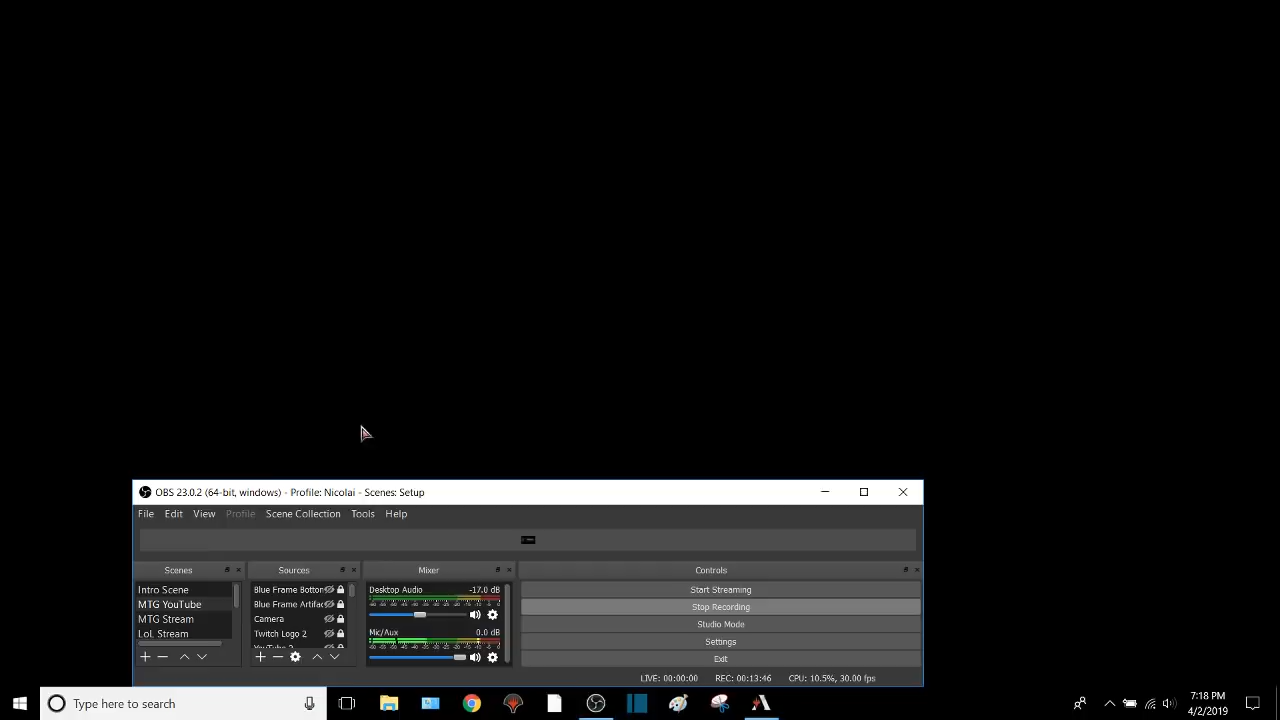 OBS 23.0.2 (64-bit, windows) - Profile: Nicolai - Scenes: Setup
File Edit View Profile Scene Collection Tools Help
Scenes Sources Mixer Controls
Intro Scene
MTG YouTube
MTG Stream
LoL Stream
Blue Frame Bottom
Blue Frame Artifac
Camera
Twitch Logo 2
YouTube 2
Desktop Audio -17.0 dB
Mic/Aux 0.0 dB
Start Streaming
Stop Recording
Studio Mode
Settings
Exit
LIVE: 00:00:00 REC: 00:13:46 CPU: 10.5%, 30.00 fps
Type here to search
7:18 PM
4/2/2019